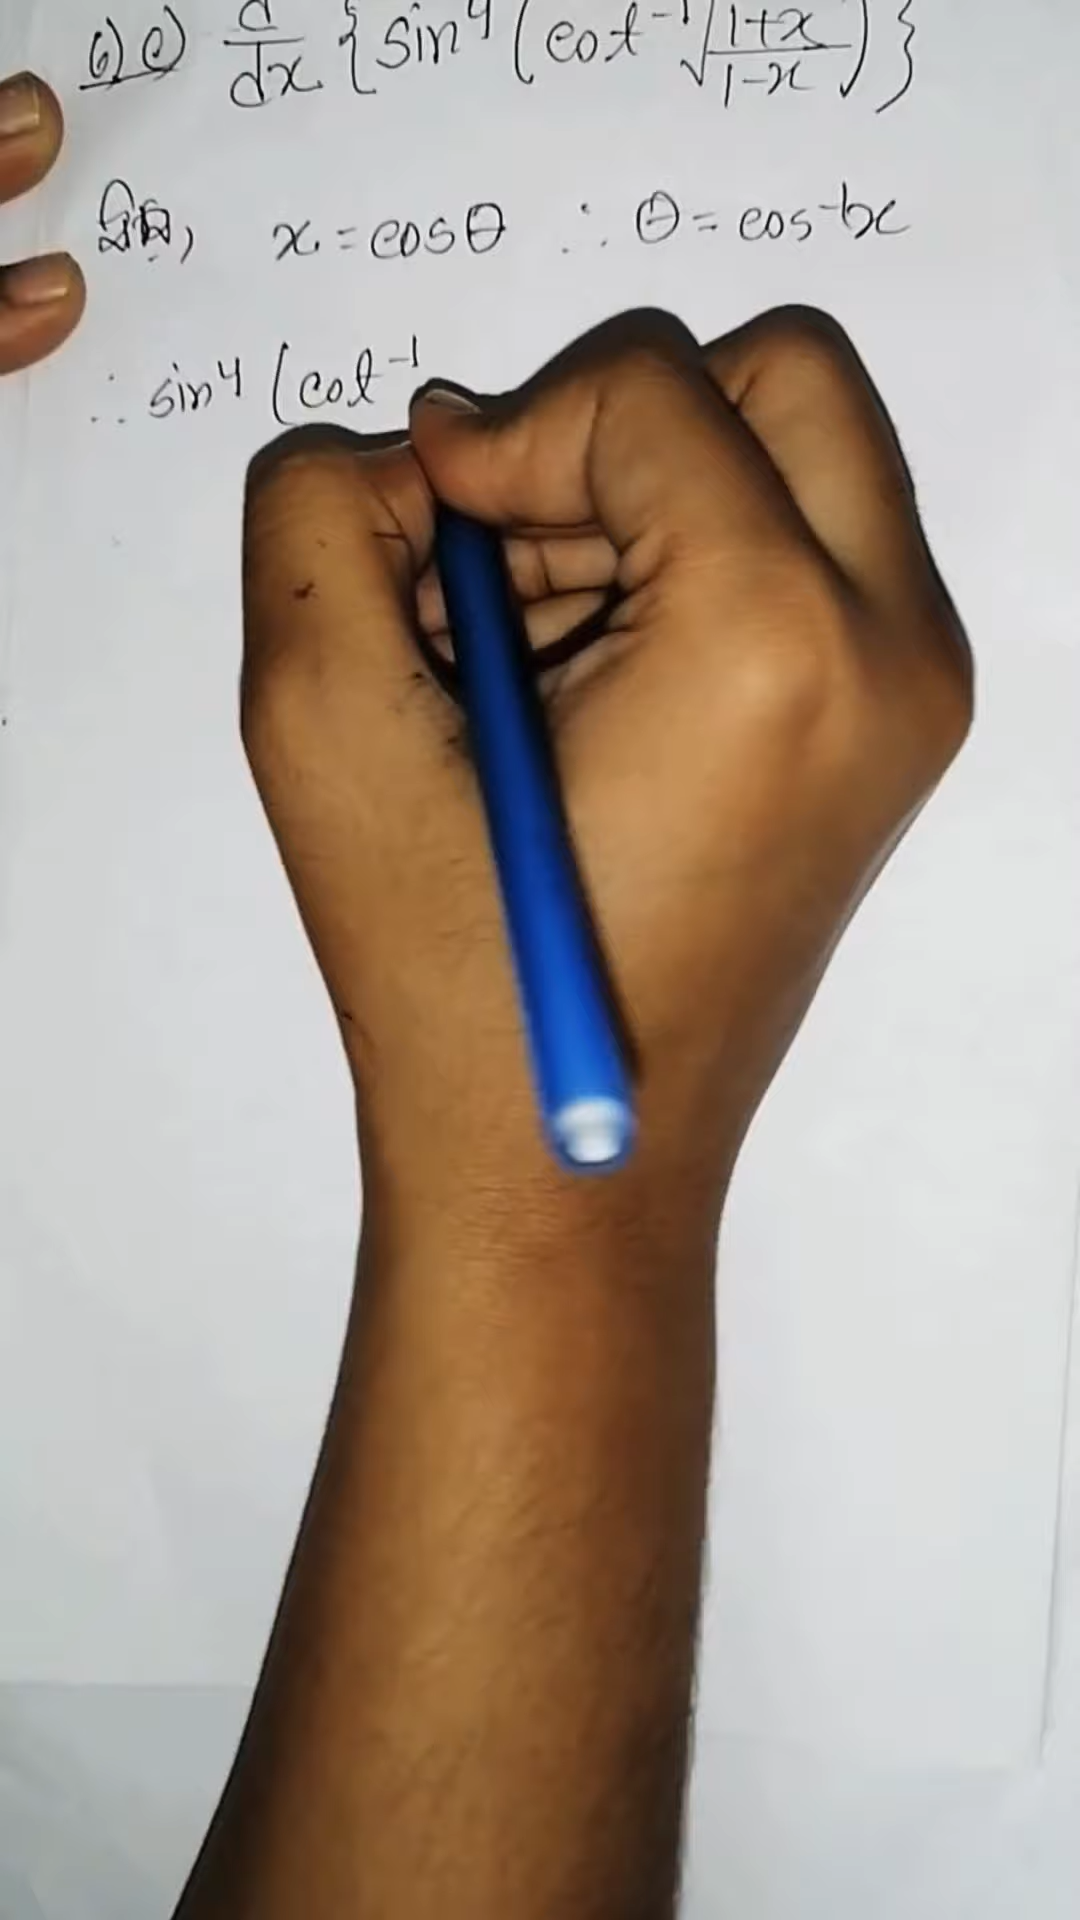 6) c) d/dx {sin⁴(cot⁻¹√(1+x)/(1-x))}
ধরি, x = cosθ ∴ θ = cos⁻¹x
∴ sin⁴ (cot⁻¹